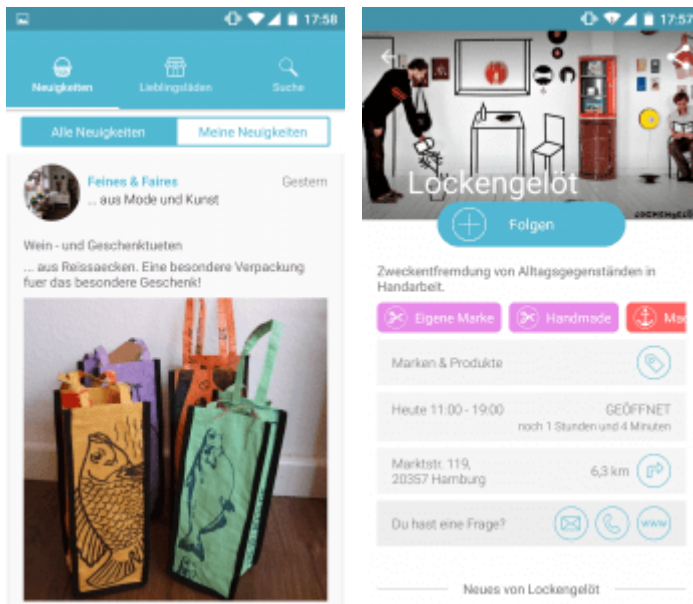 17:58
Neuigkeiten
Lieblingsläden
Suche
Alle Neuigkeiten
Meine Neuigkeiten
Feines & Faires
Gestern
... aus Mode und Kunst
Wein - und Geschenktueten
... aus Reissaecken. Eine besondere Verpackung
fuer das besondere Geschenk!
17:57
Lockengelöt
LOCKENGELÖT
Folgen
Zweckentfremdung von Alltagsgegenständen in
Handarbeit.
Eigene Marke
Handmade
Mad
Marken & Produkte
Heute 11:00 - 19:00
GEÖFFNET
noch 1 Stunden und 4 Minuten
Marktstr. 119,
20357 Hamburg
6,3 km
Du hast eine Frage?
www
Neues von Lockengelöt